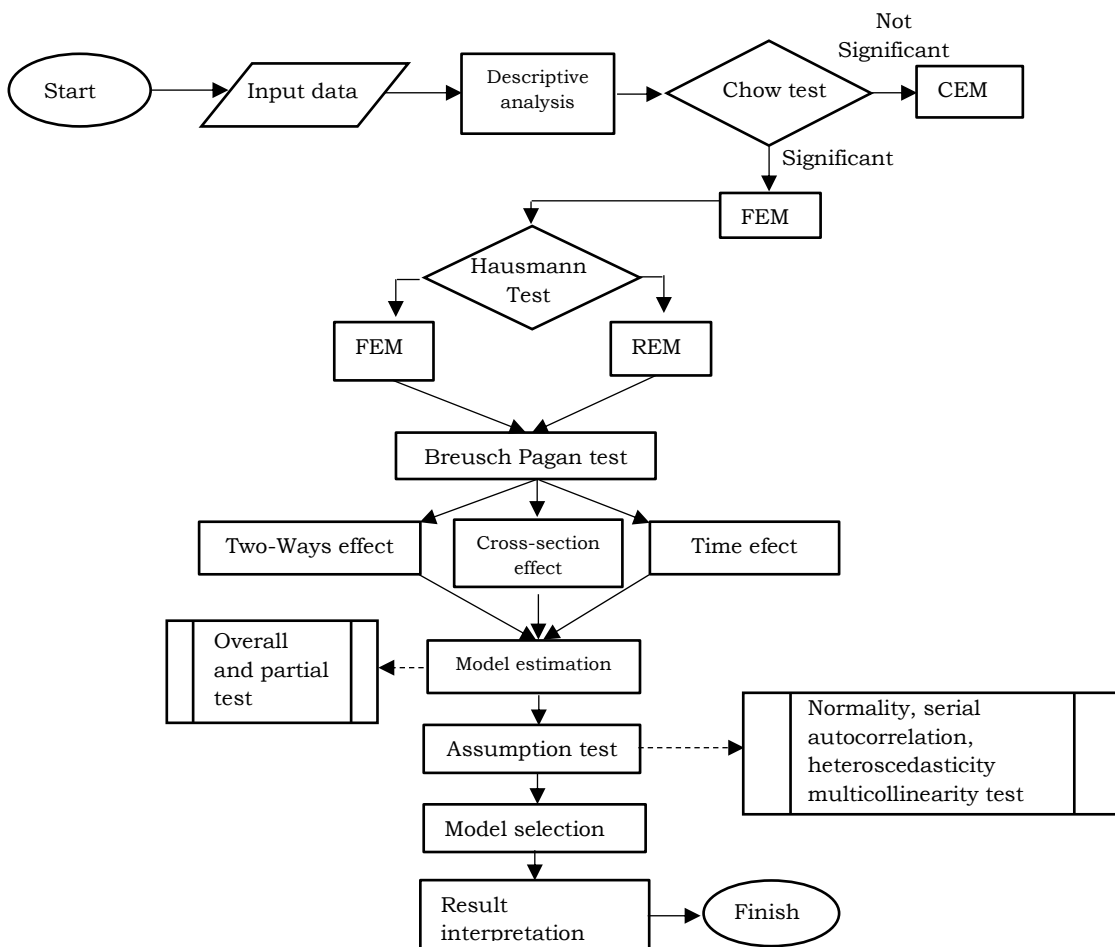 Not
Significant
Start
Input data
Descriptive
analysis
Chow test
CEM
Significant
FEM
Hausmann
Test
FEM
REM
Breusch Pagan test
Two-Ways effect
Cross-section
effect
Time efect
Overall
and partial
test
Model estimation
Normality, serial
autocorrelation,
heteroscedasticity
multicollinearity test
Assumption test
Model selection
Result
interpretation
Finish